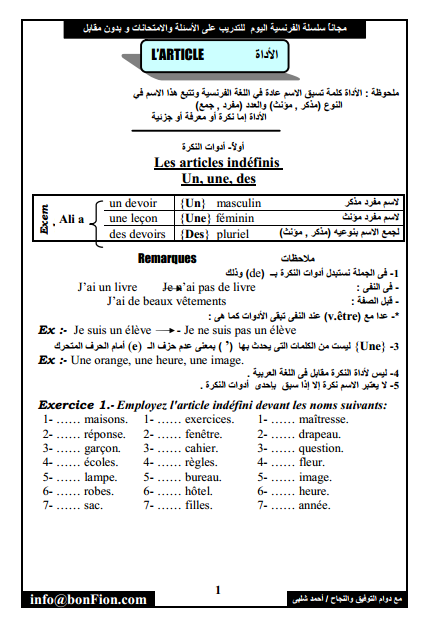 مجاناً سلسلة الفرنسية اليوم للتدريب على الأسئلة والامتحانات و بدون مقابل
L'ARTICLE الأداة
ملحوظة : الأداة كلمة تسبق الاسم عادة في اللغة الفرنسية وتتبع هذا الاسم في
النوع (مذكر , مؤنث) والعدد (مفرد , جمع)
الأداة إما نكرة أو معرفة أو جزئية
أولاً- أدوات النكرة
Les articles indéfinis
Un, une, des
Exem
. Ali a
un devoir {Un} masculin لاسم مفرد مذكر
une leçon {Une} féminin لاسم مفرد مؤنث
des devoirs {Des} pluriel لجمع الاسم بنوعيه (مذكر , مؤنث)
Remarques ملاحظات
1- فى الجملة نستبدل أدوات النكرة بـ (de) وذلك
- فى النفى : J'ai un livre Je n'ai pas de livre
- قبل الصفة : J'ai de beaux vêtements
*- عدا مع (v.être) عند النفى تبقى الأدوات كما هى :
Ex :- Je suis un élève - Je ne suis pas un élève
3- {Une} ليست من الكلمات التى يحدث بها (') بمعنى عدم حزف الـ (e) أمام الحرف المتحرك
Ex :- Une orange, une heure, une image.
4- ليس لأداة النكرة مقابل فى اللغة العربية .
5- لا يعتبر الاسم نكرة إلا إذا سبق بإحدى أدوات النكرة .
Exercice 1.- Employez l'article indéfini devant les noms suivants:
1- …… maisons. 1- …… exercices. 1- …… maîtresse.
2- …… réponse. 2- …… fenêtre. 2- …… drapeau.
3- …… garçon. 3- …… cahier. 3- …… question.
4- …… écoles. 4- …… règles. 4- …… fleur.
5- …… lampe. 5- …… bureau. 5- …… image.
6- …… robes. 6- …… hôtel. 6- …… heure.
7- …… sac. 7- …… filles. 7- …… année.
1
info@bonFion.com مع دوام التوفيق والنجاح / أحمد شلبى